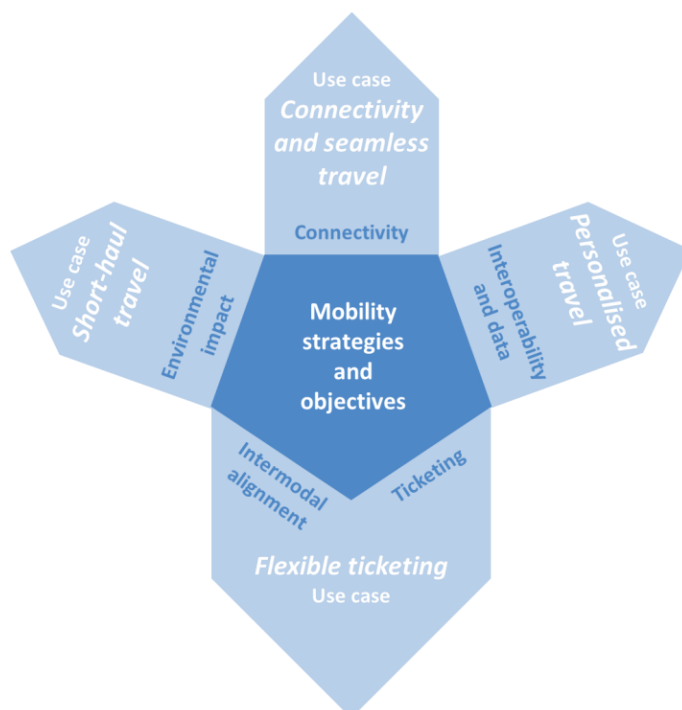 Use case
Connectivity
and seamless
travel
Connectivity
Use case
Short-haul
travel
Environmental
impact
Mobility
strategies
and
objectives
Interoperability
and data
Personalised
travel
Use case
Intermodal
alignment
Ticketing
Flexible ticketing
Use case